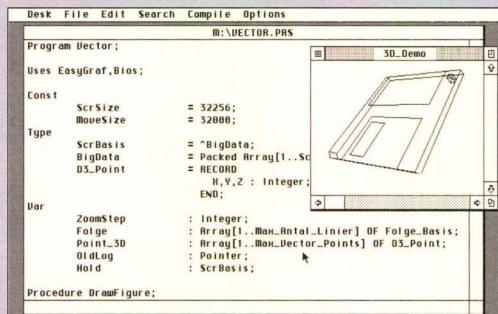 Desk File Edit Search Compile Options
M:\VECTOR.PAS
3D_Demo
Program Vector;
Uses EasyGraf,Bios;
Const
ScrSize = 32256;
MoveSize = 32000;
Type
ScrBasis = ^BigData;
BigData = Packed Array[1..Sc
D3_Point = RECORD
X,Y,Z : Integer;
END;
Var
ZoomStep : Integer;
Folge : Array[1..Max_Antal_Linier] OF Folge_Basis;
Point_3D : Array[1..Max_Vector_Points] OF D3_Point;
OldLog : Pointer;
Hold : ScrBasis;
Procedure DrawFigure;